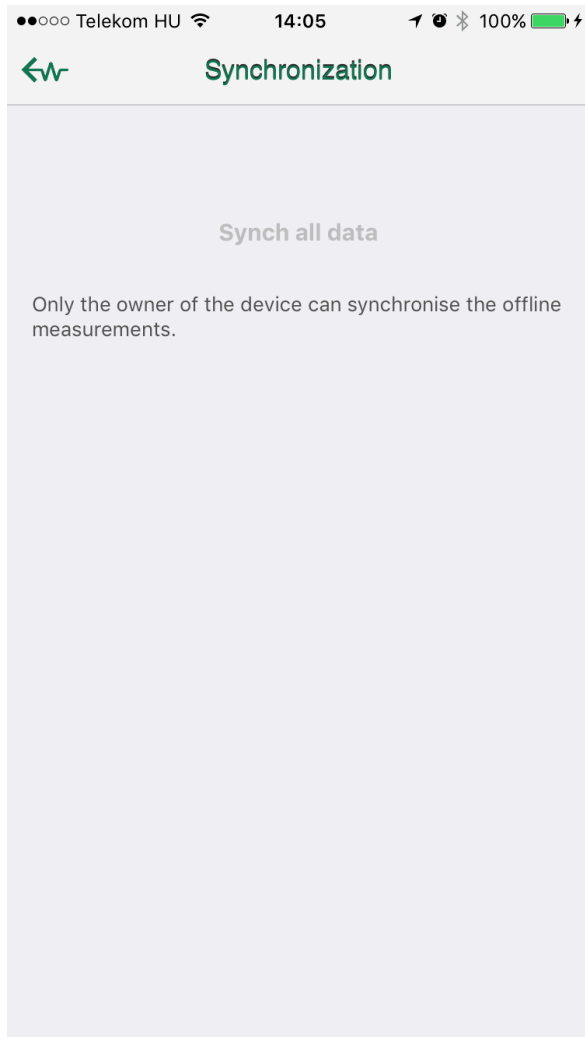 Telekom HU 14:05 100%
Synchronization
Synch all data
Only the owner of the device can synchronise the offline
measurements.